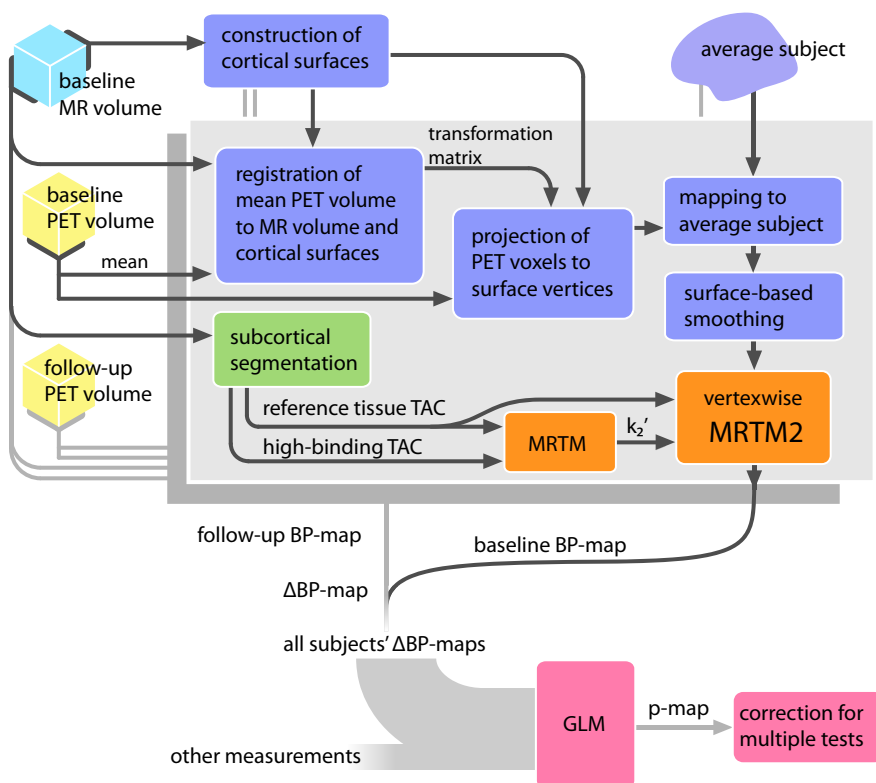 construction of
cortical surfaces
average subject
baseline
MR volume
transformation
matrix
registration of
mean PET volume
to MR volume and
cortical surfaces
baseline
PET volume
mean
mapping to
average subject
projection of
PET voxels to
surface vertices
surface-based
smoothing
subcortical
segmentation
follow-up
PET volume
reference tissue TAC
high-binding TAC
MRTM
k₂'
vertexwise
MRTM2
follow-up BP-map
baseline BP-map
ΔBP-map
all subjects' ΔBP-maps
other measurements
GLM
p-map
correction for
multiple tests